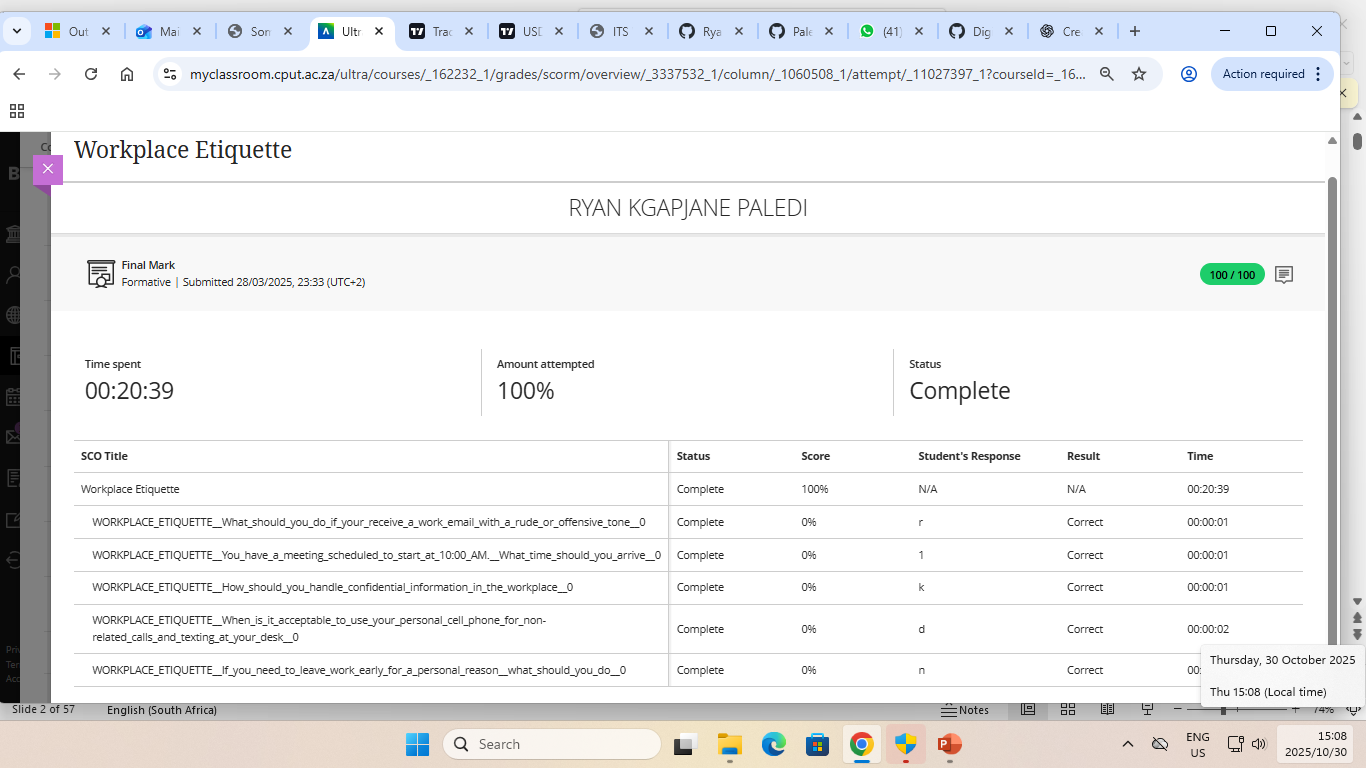 Out
Mai
Son
Ultr
Trac
USD
ITS
Rya
Pale
(41)
Dig
Cre
myclassroom.cput.ac.za/ultra/courses/_162232_1/grades/scorm/overview/_3337532_1/column/_1060508_1/attempt/_11027397_1?courseId=_16...
Action required
Workplace Etiquette
RYAN KGAPJANE PALEDI
Final Mark
Formative | Submitted 28/03/2025, 23:33 (UTC+2)
100 / 100
Time spent
00:20:39
Amount attempted
100%
Status
Complete
SCO Title Status Score Student's Response Result Time
Workplace Etiquette Complete 100% N/A N/A 00:20:39
WORKPLACE_ETIQUETTE__What_should_you_do_if_your_receive_a_work_email_with_a_rude_or_offensive_tone__0 Complete 0% r Correct 00:00:01
WORKPLACE_ETIQUETTE__You_have_a_meeting_scheduled_to_start_at_10:00_AM.__What_time_should_you_arrive__0 Complete 0% 1 Correct 00:00:01
WORKPLACE_ETIQUETTE__How_should_you_handle_confidential_information_in_the_workplace__0 Complete 0% k Correct 00:00:01
WORKPLACE_ETIQUETTE__When_is_it_acceptable_to_use_your_personal_cell_phone_for_non-
related_calls_and_texting_at_your_desk__0 Complete 0% d Correct 00:00:02
WORKPLACE_ETIQUETTE__If_you_need_to_leave_work_early_for_a_personal_reason__what_should_you_do__0 Complete 0% n Correct 00:
Thursday, 30 October 2025
Thu 15:08 (Local time)
Slide 2 of 57
English (South Africa)
Notes
74%
Search
ENG
US
15:08
2025/10/30